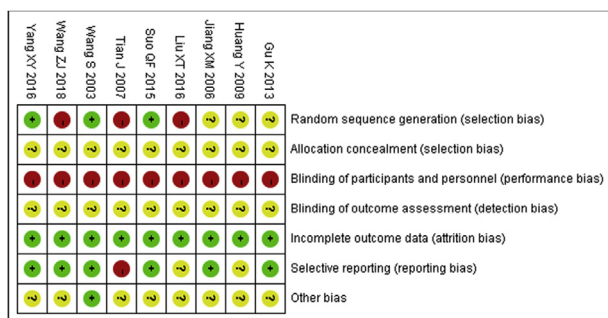 Yang XY 2016
Wang ZJ 2018
Wang S 2003
Tian J 2007
Suo QF 2015
Liu XT 2016
Jiang XM 2006
Huang Y 2009
Gu K 2013
+ - + - + - ? ? ? Random sequence generation (selection bias)
? ? ? ? ? ? ? ? ? Allocation concealment (selection bias)
- - - - - - - - - Blinding of participants and personnel (performance bias)
? ? ? ? ? ? ? ? ? Blinding of outcome assessment (detection bias)
+ + + + + + + + + Incomplete outcome data (attrition bias)
+ + + - + ? + ? + Selective reporting (reporting bias)
? ? + ? ? ? ? ? ? Other bias